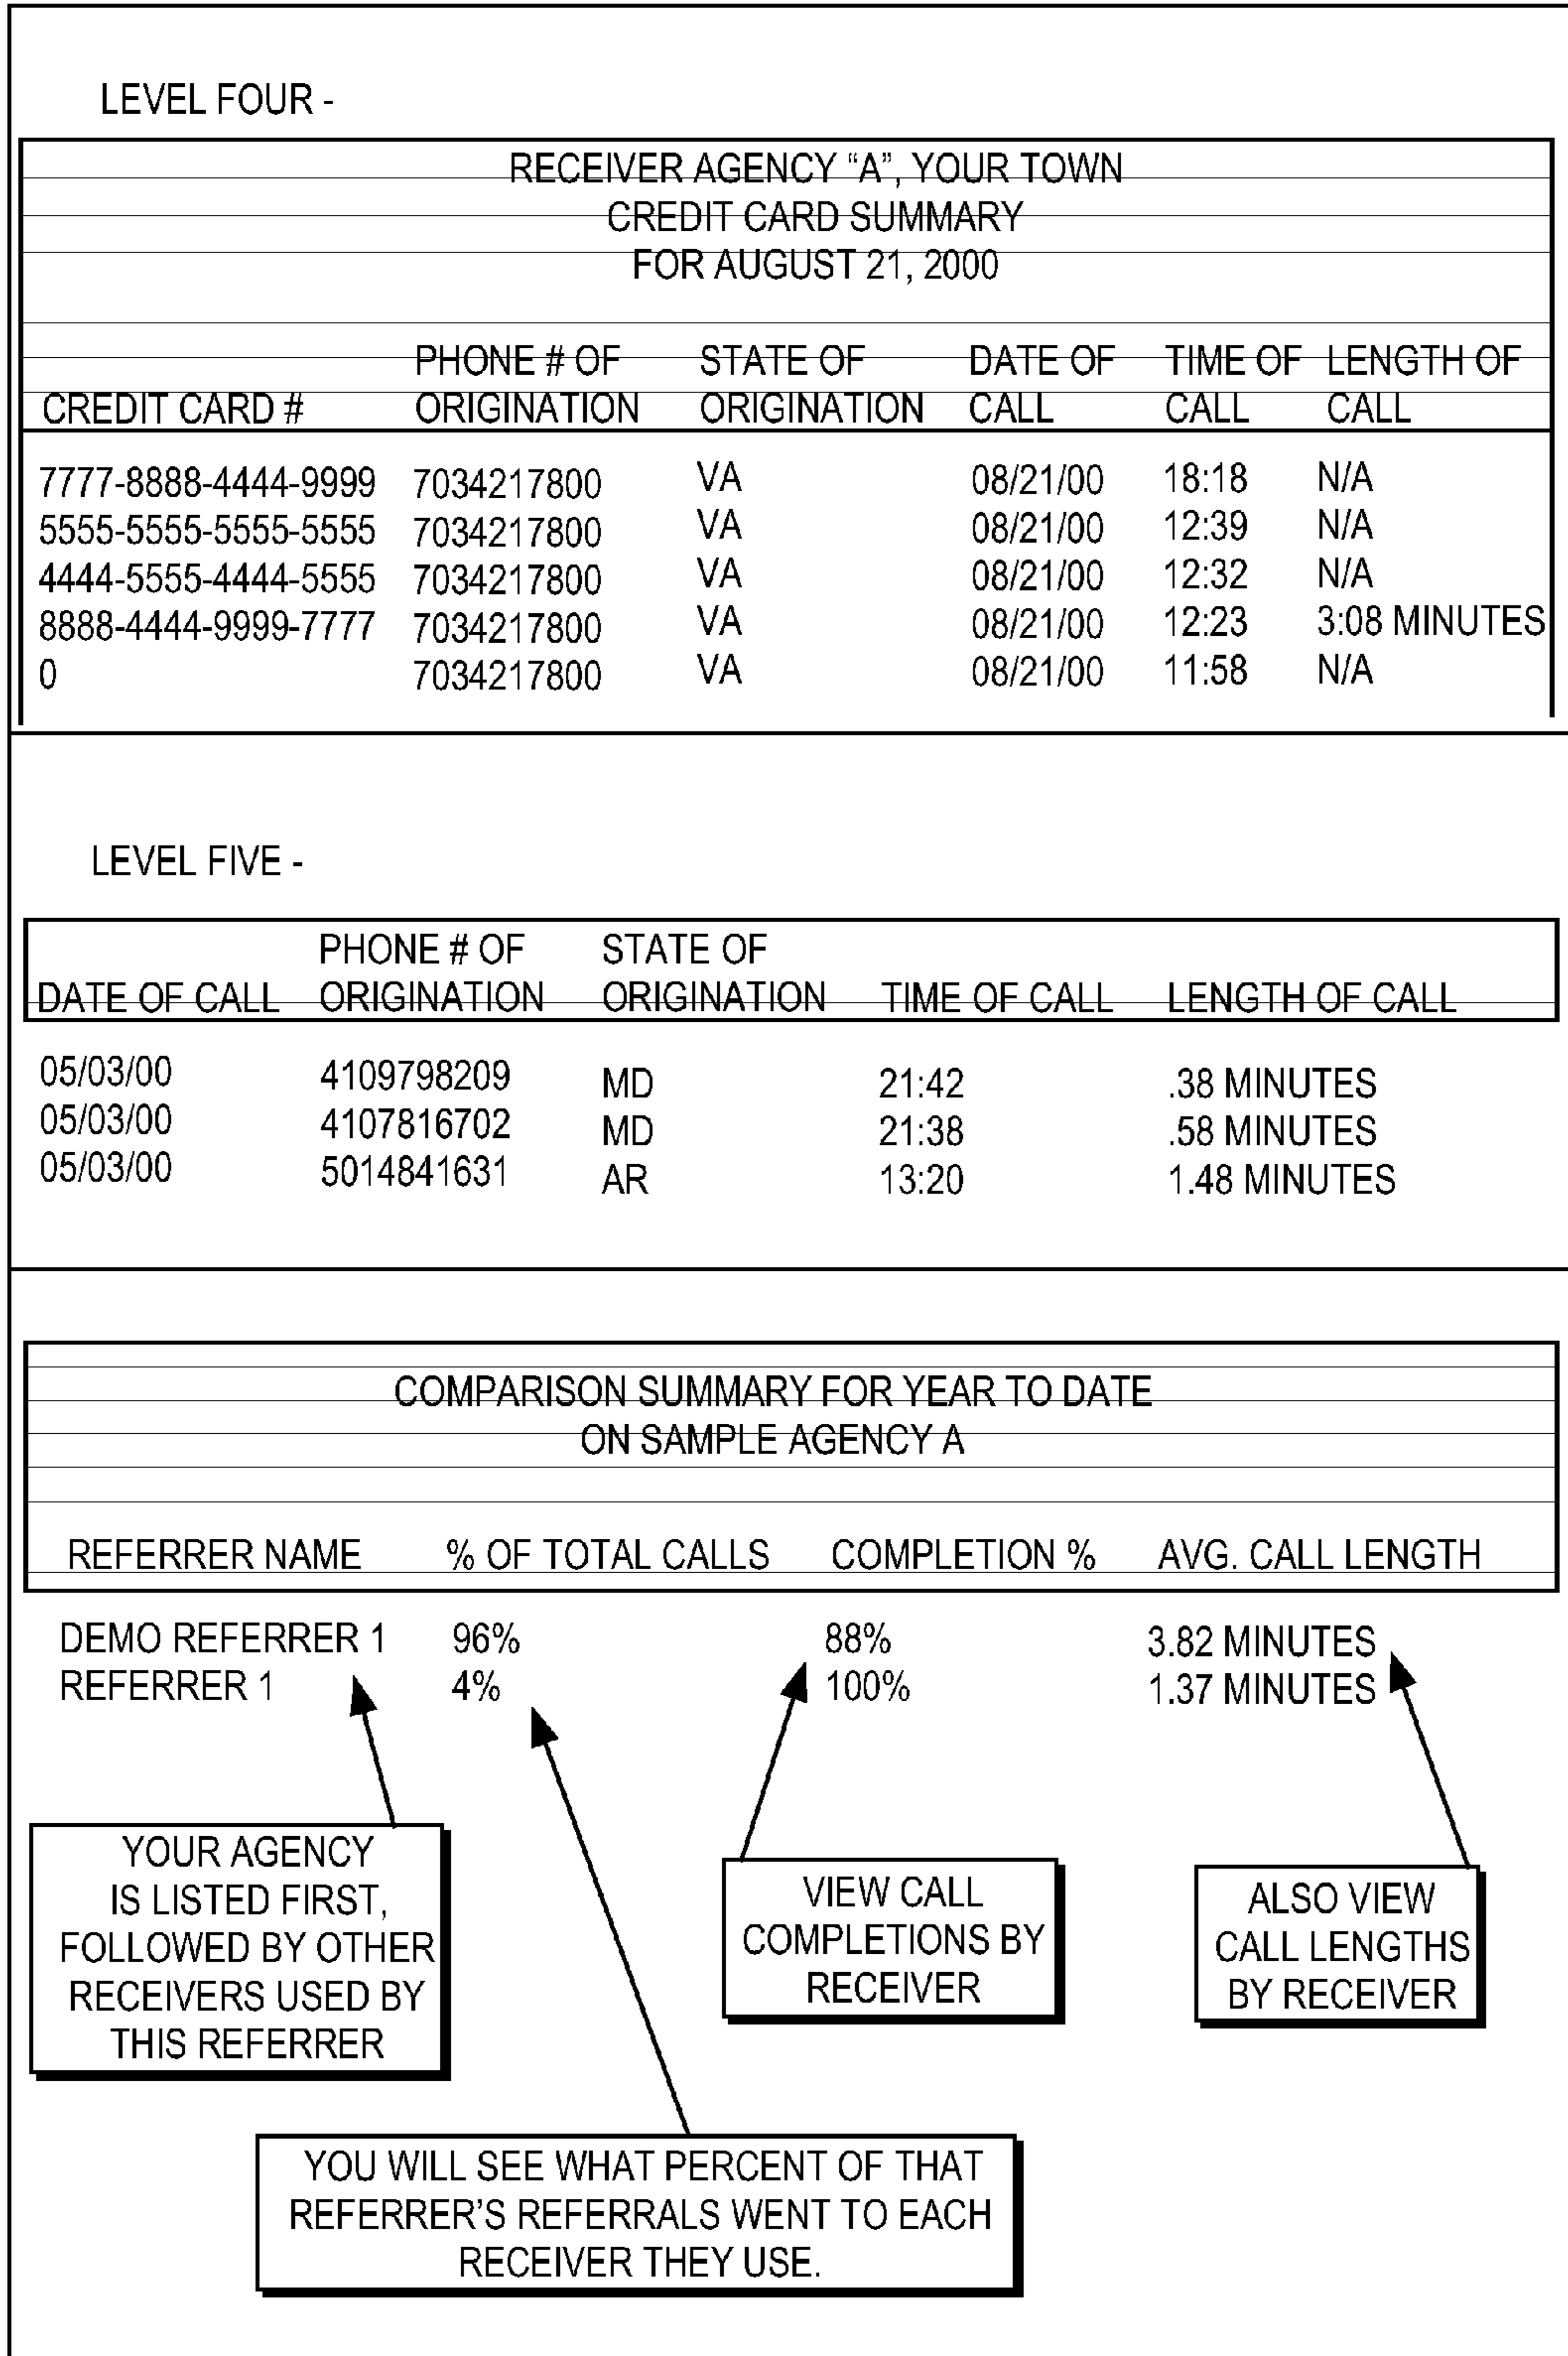 LEVEL FOUR -
RECEIVER AGENCY “A”, YOUR TOWN
CREDIT CARD SUMMARY
FOR AUGUST 21, 2000
PHONE # OF STATE OF DATE OF TIME OF LENGTH OF
CREDIT CARD # ORIGINATION ORIGINATION CALL CALL CALL
7777-8888-4444-9999 7034217800 VA 08/21/00 18:18 N/A
5555-5555-5555-5555 7034217800 VA 08/21/00 12:39 N/A
4444-5555-4444-5555 7034217800 VA 08/21/00 12:32 N/A
8888-4444-9999-7777 7034217800 VA 08/21/00 12:23 3:08 MINUTES
0 7034217800 VA 08/21/00 11:58 N/A
LEVEL FIVE -
PHONE # OF STATE OF
DATE OF CALL ORIGINATION ORIGINATION TIME OF CALL LENGTH OF CALL
05/03/00 4109798209 MD 21:42 .38 MINUTES
05/03/00 4107816702 MD 21:38 .58 MINUTES
05/03/00 5014841631 AR 13:20 1.48 MINUTES
COMPARISON SUMMARY FOR YEAR TO DATE
ON SAMPLE AGENCY A
REFERRER NAME % OF TOTAL CALLS COMPLETION % AVG. CALL LENGTH
DEMO REFERRER 1 96% 88% 3.82 MINUTES
REFERRER 1 4% 100% 1.37 MINUTES
YOUR AGENCY
IS LISTED FIRST,
FOLLOWED BY OTHER
RECEIVERS USED BY
THIS REFERRER
VIEW CALL
COMPLETIONS BY
RECEIVER
ALSO VIEW
CALL LENGTHS
BY RECEIVER
YOU WILL SEE WHAT PERCENT OF THAT
REFERRER’S REFERRALS WENT TO EACH
RECEIVER THEY USE.